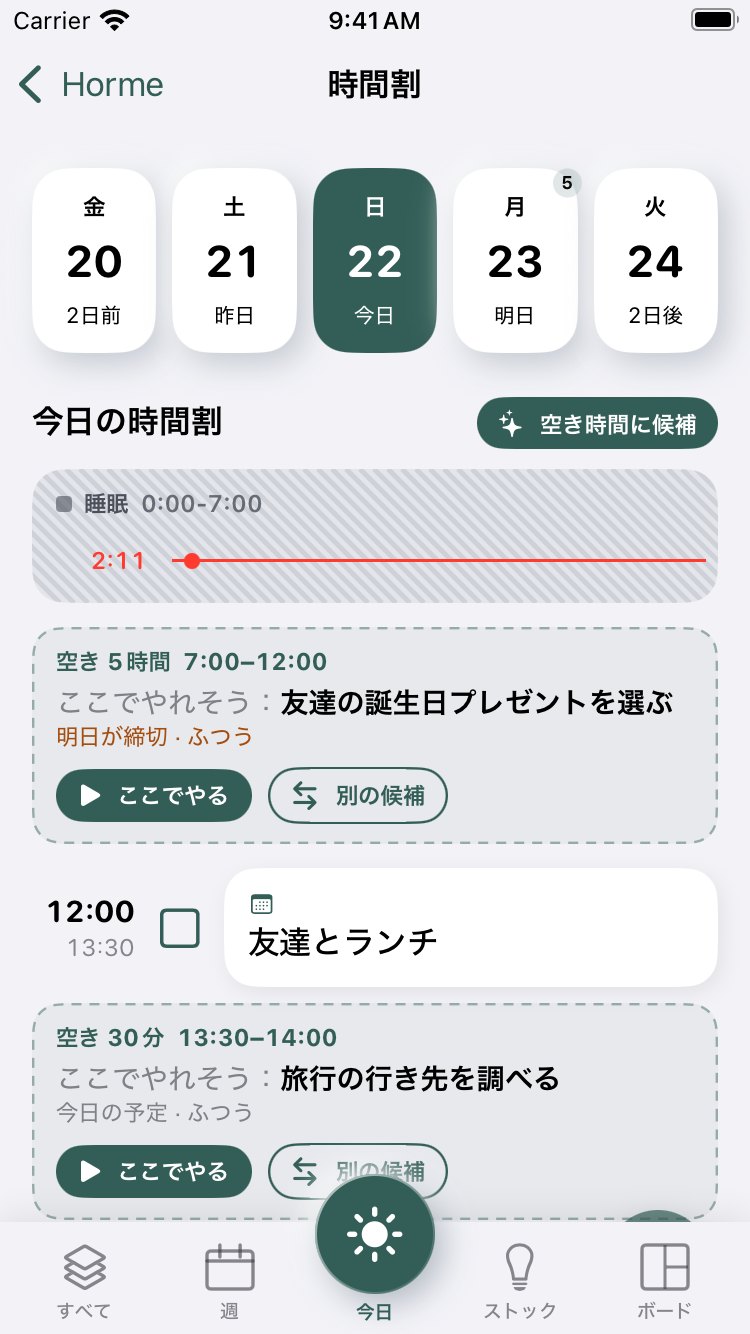 Carrier 9:41 AM
Horme 時間割
金 土 日 月 5 火
20 21 22 23 24
2日前 昨日 今日 明日 2日後
今日の時間割 空き時間に候補
睡眠 0:00-7:00
2:11
空き 5時間 7:00–12:00
ここでやれそう：友達の誕生日プレゼントを選ぶ
明日が締切 · ふつう
ここでやる 別の候補
12:00
13:30
友達とランチ
空き 30分 13:30–14:00
ここでやれそう：旅行の行き先を調べる
今日の予定 · ふつう
ここでやる 別の候補
すべて 週 今日 ストック ボード